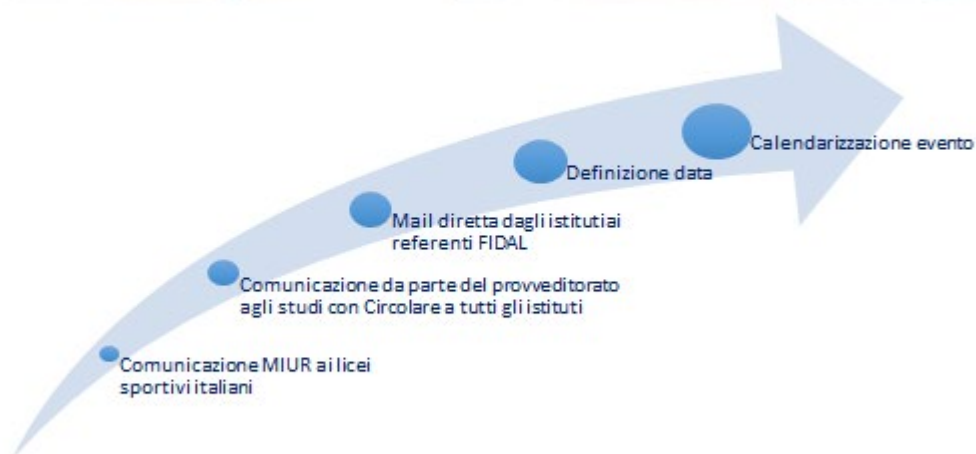 Calendarizzazione evento
Definizione data
Mail diretta dagli istitutiai
referenti FIDAL
Comunicazione da parte del provveditorato
agli studi con Circolare a tutti gli istituti
Comunicazione MIUR ai licei
sportivi italiani